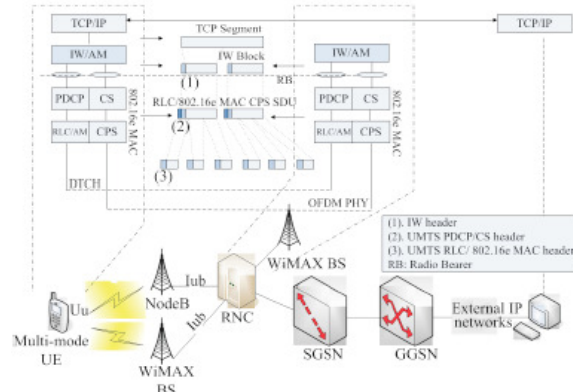 TCP/IP
TCP/IP
TCP Segment
IW/AM
IW Block
IW/AM
(1)
RB
PDCP
CS
802.16e MAC
RLC/802.16e MAC CPS SDU
PDCP
CS
802.16e MAC
(2)
RLC/AM
CPS
RLC/AM
CPS
(3)
DTCH
OFDM PHY
(1). IW header
(2). UMTS PDCP/CS header
(3). UMTS RLC/ 802.16e MAC header
RB: Radio Bearer
WiMAX BS
Iub
Uu
NodeB
RNC
External IP
networks
Iub
Multi-mode
UE
SGSN
GGSN
WiMAX
BS